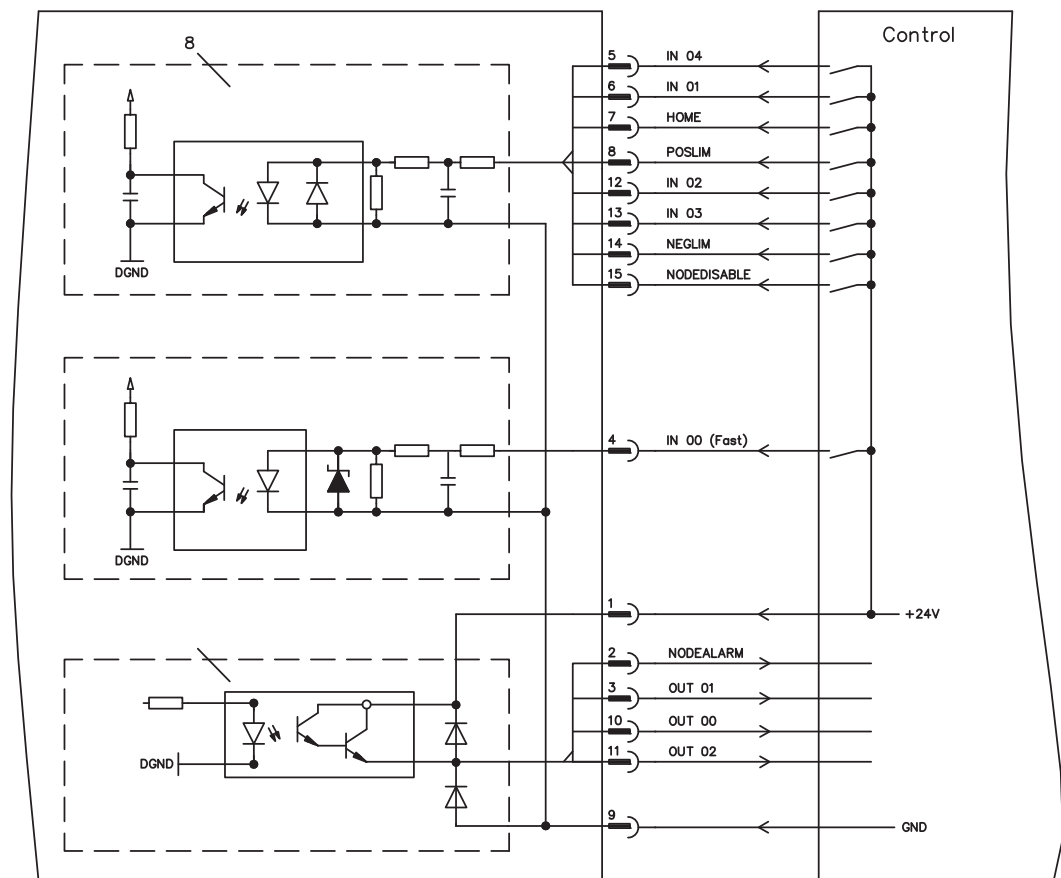 8
Control
5 IN 04
6 IN 01
7 HOME
8 POSLIM
12 IN 02
13 IN 03
14 NEGLIM
15 NODEDISABLE
DGND
4 IN 00 (Fast)
DGND
1 +24V
2 NODEALARM
3 OUT 01
10 OUT 00
11 OUT 02
DGND
9 GND